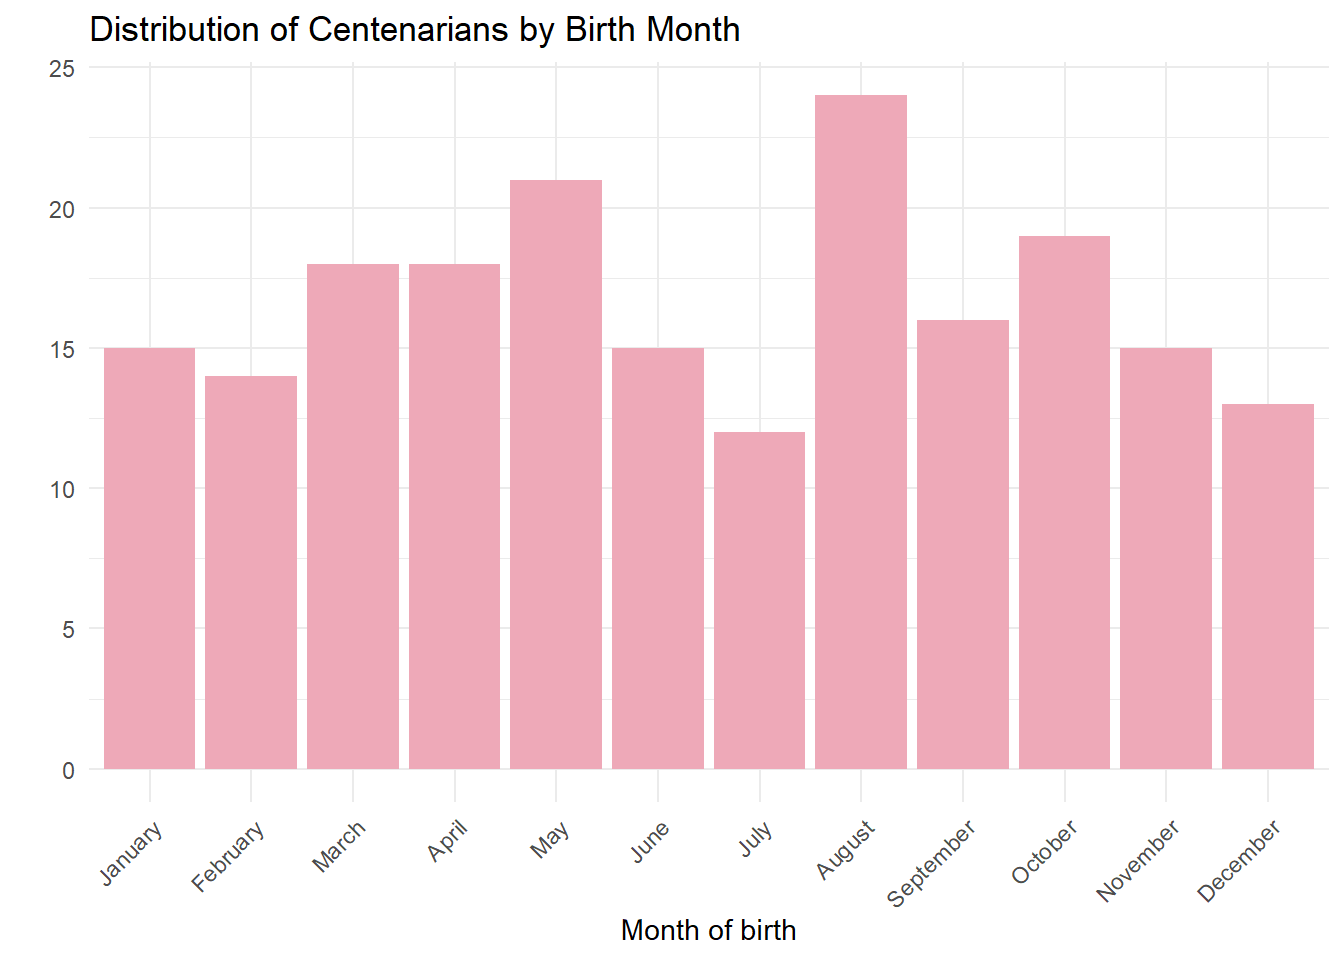 Distribution of Centenarians by Birth Month
25
20
15
10
5
0
January
February
March
April
May
June
July
August
September
October
November
December
Month of birth